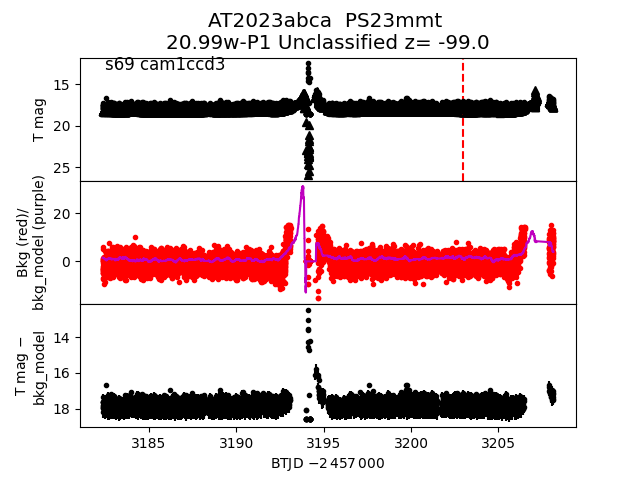 AT2023abca  PS23mmt
20.99w-P1 Unclassified z= -99.0
s69 cam1ccd3
15
20
25
T mag
20
0
Bkg (red)/
bkg_model (purple)
14
16
18
T mag −
bkg_model
3185
3190
3195
3200
3205
BTJD −2 457 000